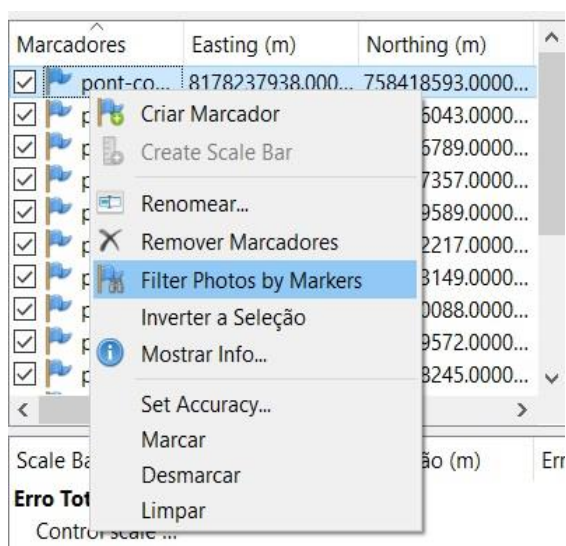 Marcadores Easting (m) Northing (m)
pont-co... 8178237938.000... 758418593.0000...
Criar Marcador 6043.0000...
Create Scale Bar 6789.0000...
7357.0000...
Renomear... 9589.0000...
Remover Marcadores 2217.0000...
Filter Photos by Markers 3149.0000...
Inverter a Seleção 0088.0000...
Mostrar Info... 9572.0000...
8245.0000...
Set Accuracy...
Marcar
Scale Ba ão (m) Err
Desmarcar
Erro Tot
Limpar
Control scale ...